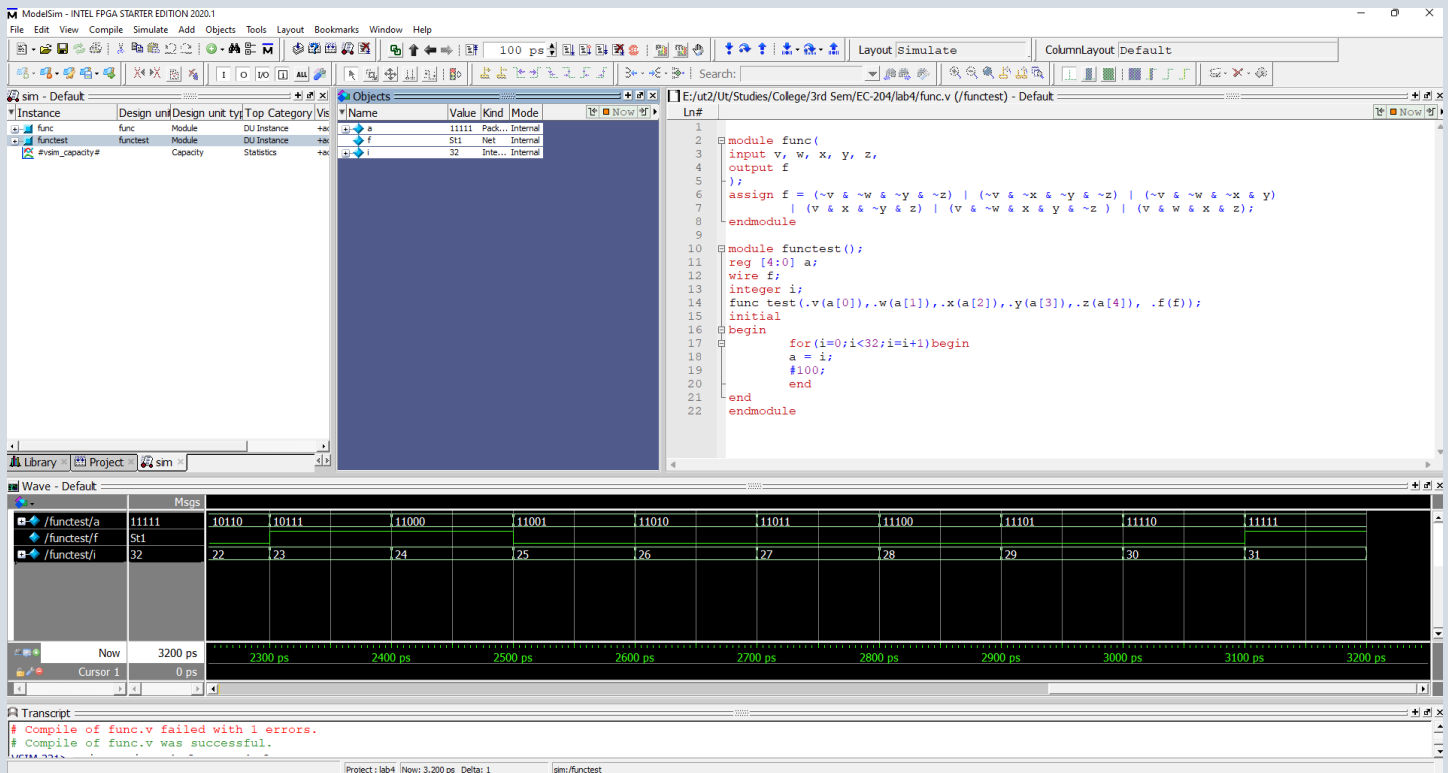 ModelSim - INTEL FPGA STARTER EDITION 2020.1
File Edit View Compile Simulate Add Objects Tools Layout Bookmarks Window Help
100 ps
Layout Simulate
ColumnLayout Default
Search:
sim - Default
Instance Design unit Design unit typ Top Category Vis
func func Module DU Instance +ac
functest functest Module DU Instance +ac
#vsim_capacity# Capacity Statistics +ac
Library Project sim
Objects
Name Value Kind Mode Now
a 11111 Pack... Internal
f St1 Net Internal
i 32 Inte... Internal
E:/ut2/Ut/Studies/College/3rd Sem/EC-204/lab4/func.v (/functest) - Default
Ln# Now
1
2 module func(
3 input v, w, x, y, z,
4 output f
5 );
6 assign f = (~v & ~w & ~y & ~z) | (~v & ~x & ~y & ~z) | (~v & ~w & ~x & y)
7 | (v & x & ~y & z) | (v & ~w & x & y & ~z ) | (v & w & x & z);
8 endmodule
9
10 module functest();
11 reg [4:0] a;
12 wire f;
13 integer i;
14 func test(.v(a[0]),.w(a[1]),.x(a[2]),.y(a[3]),.z(a[4]), .f(f));
15 initial
16 begin
17 for(i=0;i<32;i=i+1)begin
18 a = i;
19 #100;
20 end
21 end
22 endmodule
Wave - Default
Msgs
/functest/a 11111 10110 10111 11000 11001 11010 11011 11100 11101 11110 11111
/functest/f St1
/functest/i 32 22 23 24 25 26 27 28 29 30 31
Now 3200 ps 2300 ps 2400 ps 2500 ps 2600 ps 2700 ps 2800 ps 2900 ps 3000 ps 3100 ps 3200 ps
Cursor 1 0 ps
Transcript
# Compile of func.v failed with 1 errors.
# Compile of func.v was successful.
Project : lab4 Now: 3,200 ps Delta: 1 sim:/functest